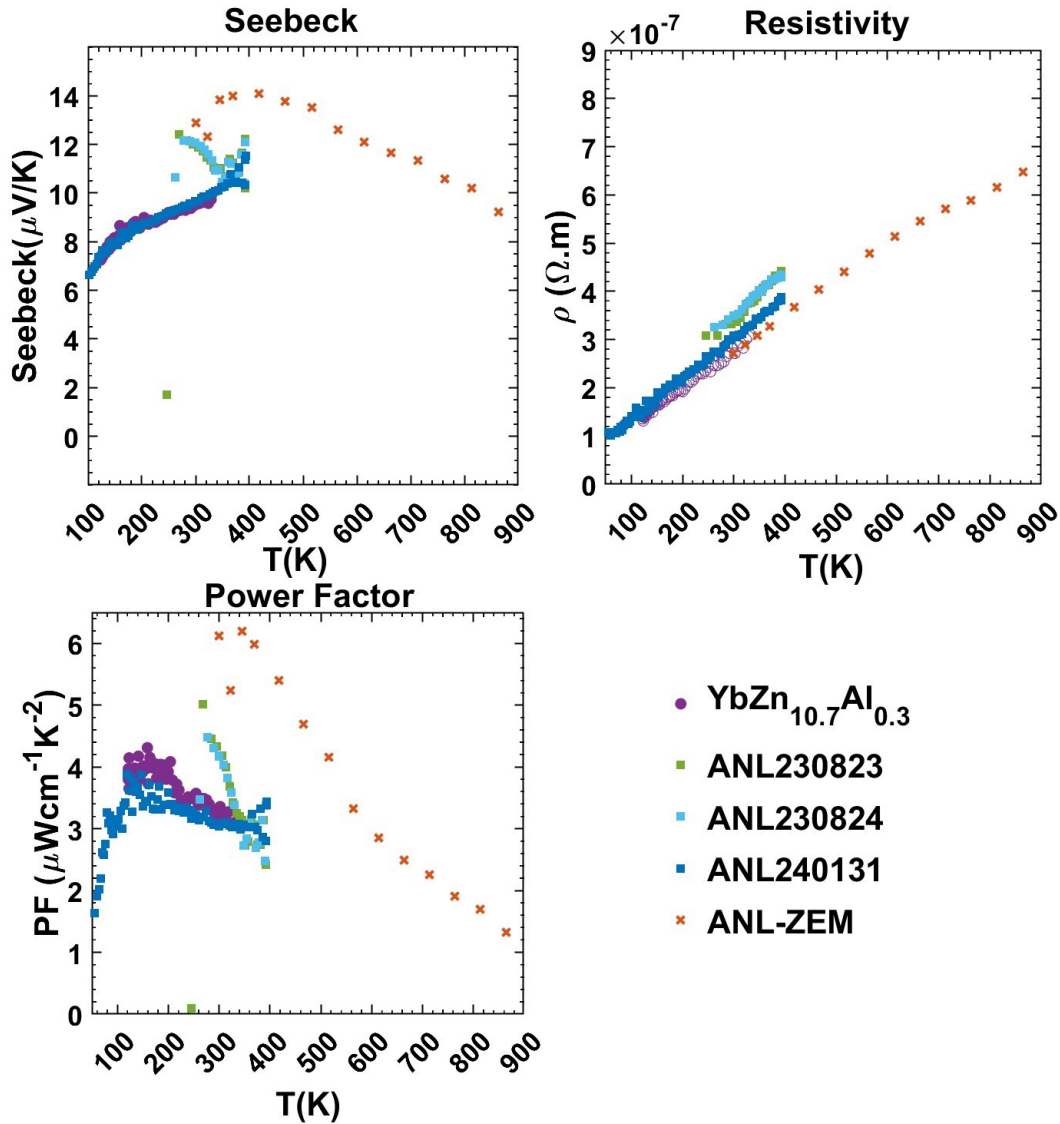 Seebeck
Seebeck(μV/K)
14
12
10
8
6
4
2
0
100 200 300 400 500 600 700 800 900
T(K)
Resistivity
×10⁻⁷
ρ (Ω.m)
9
8
7
6
5
4
3
2
1
0
100 200 300 400 500 600 700 800 900
T(K)
Power Factor
PF (μWcm⁻¹K⁻²)
6
5
4
3
2
1
0
100 200 300 400 500 600 700 800 900
T(K)
YbZn₁₀.₇Al₀.₃
ANL230823
ANL230824
ANL240131
ANL-ZEM